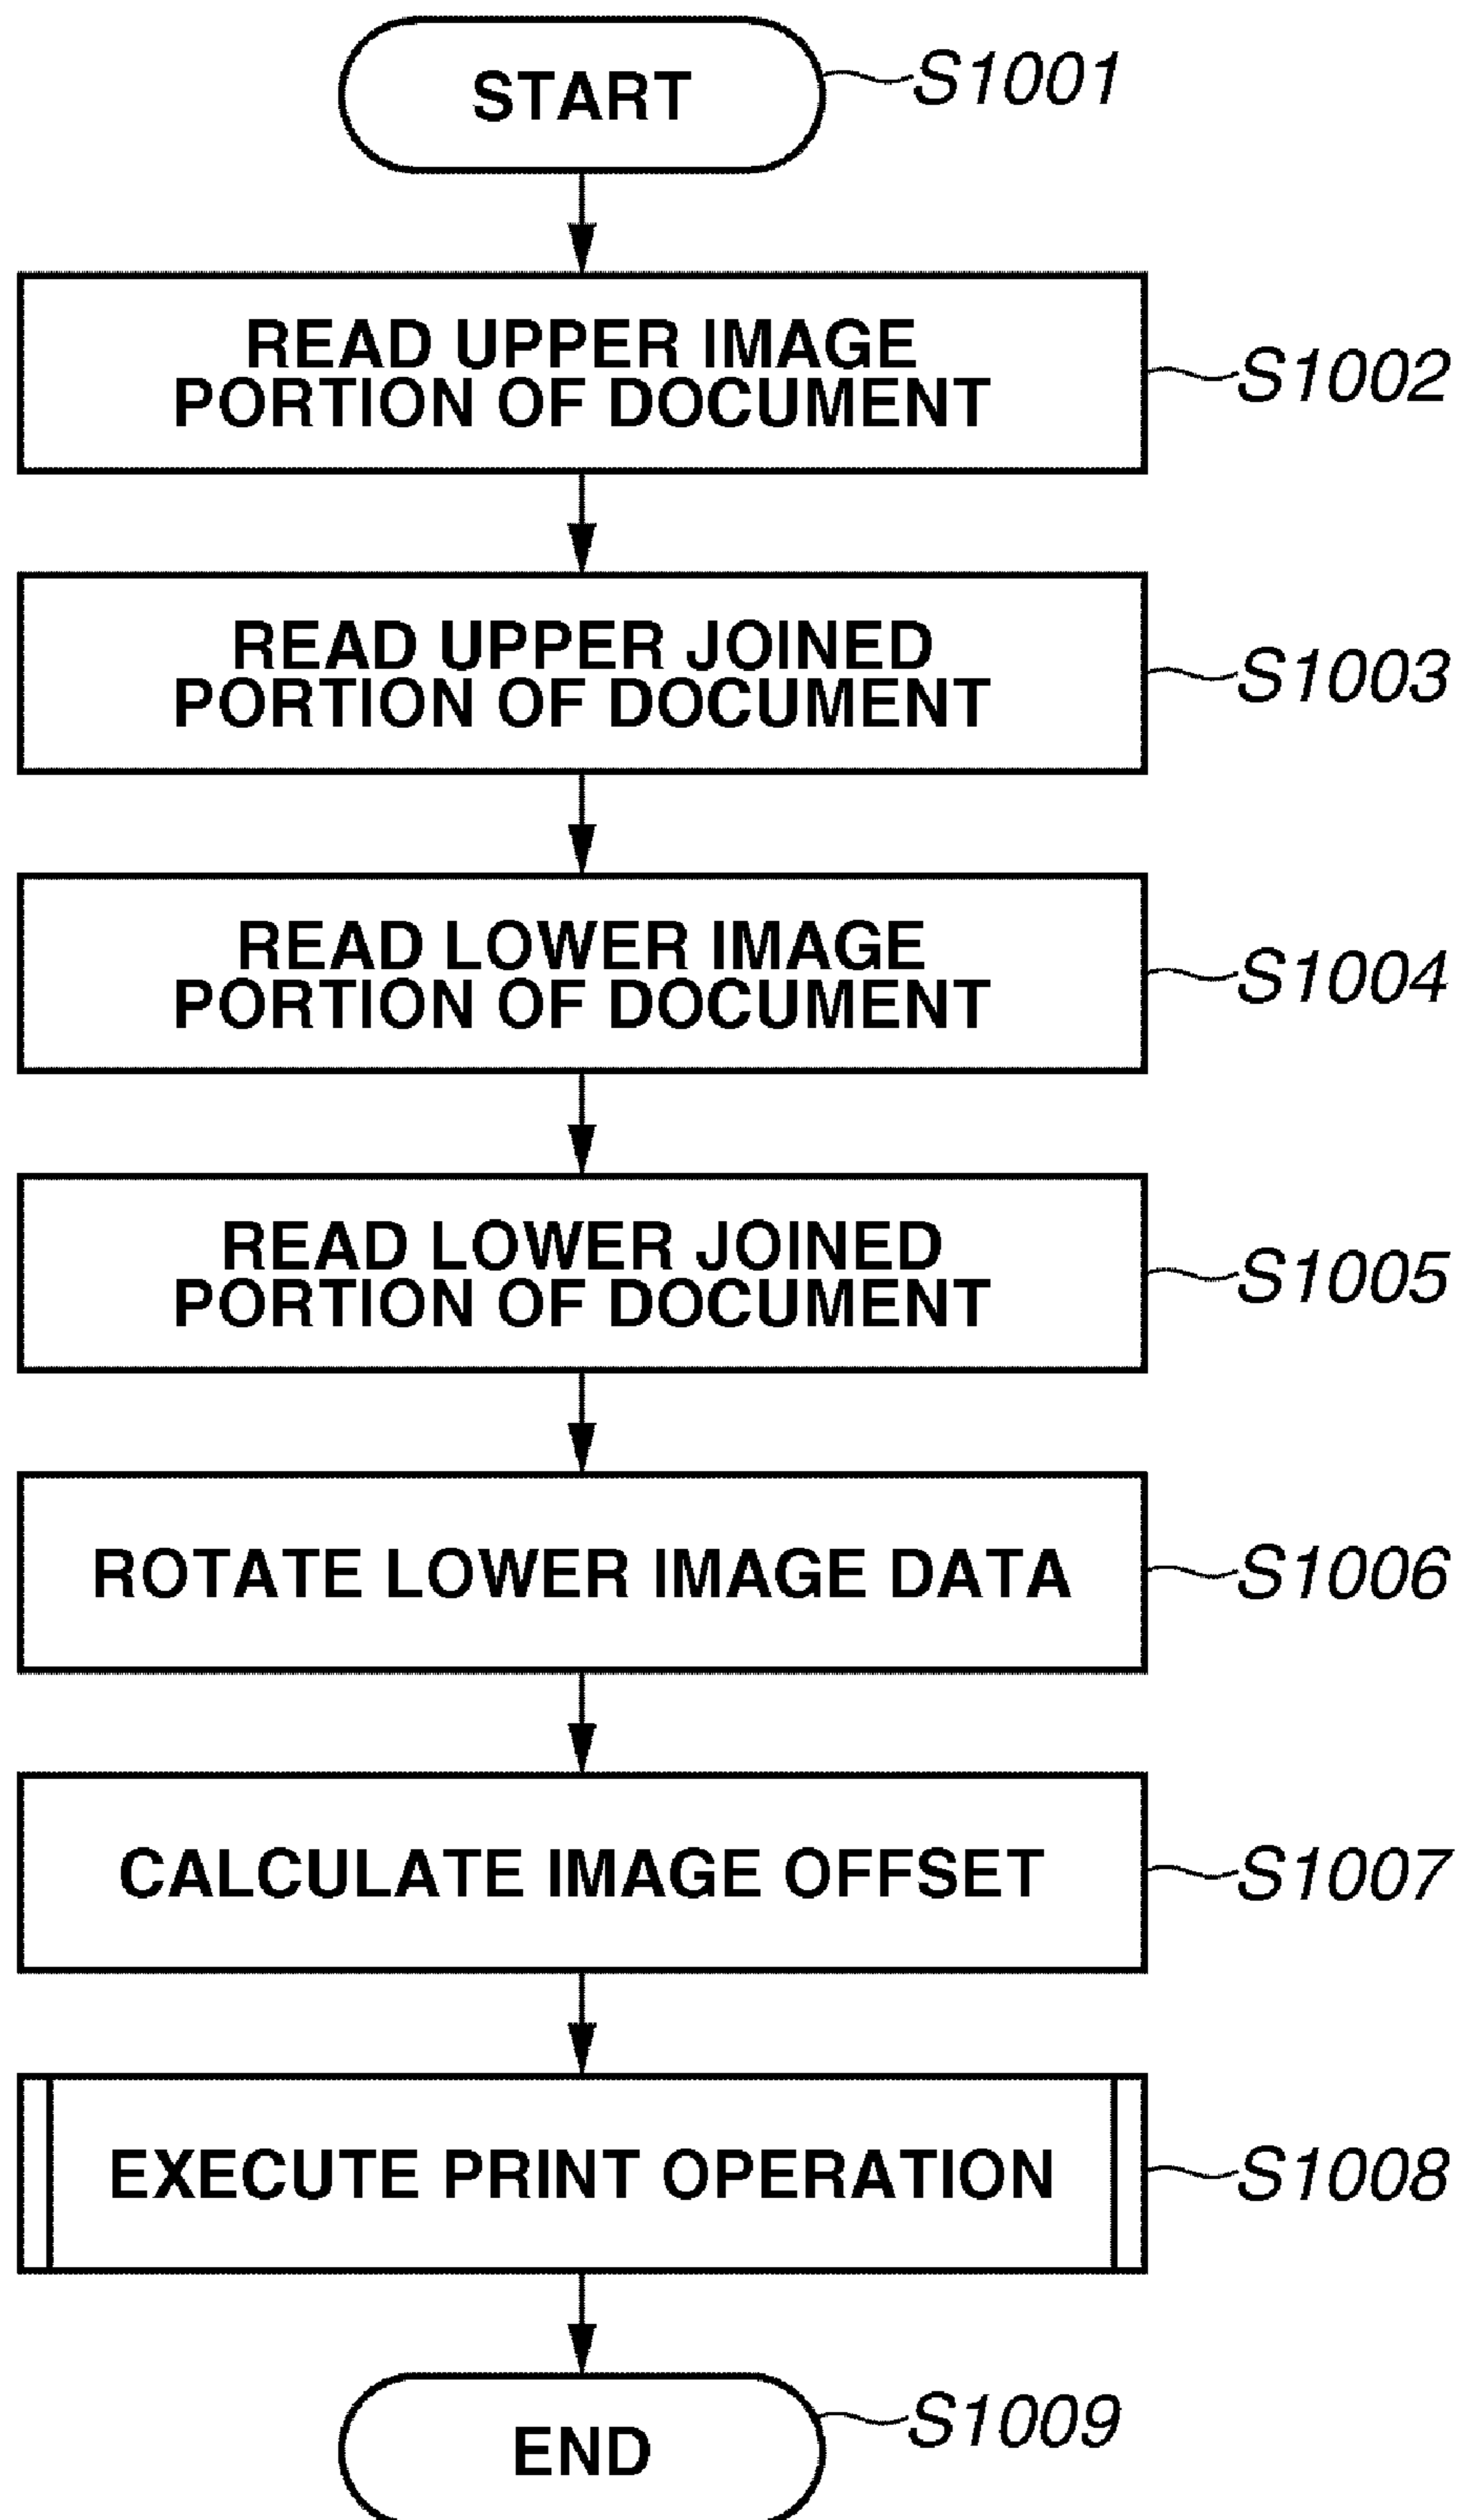 START
S1001
READ UPPER IMAGE
PORTION OF DOCUMENT
S1002
READ UPPER JOINED
PORTION OF DOCUMENT
S1003
READ LOWER IMAGE
PORTION OF DOCUMENT
S1004
READ LOWER JOINED
PORTION OF DOCUMENT
S1005
ROTATE LOWER IMAGE DATA
S1006
CALCULATE IMAGE OFFSET
S1007
EXECUTE PRINT OPERATION
S1008
END
S1009